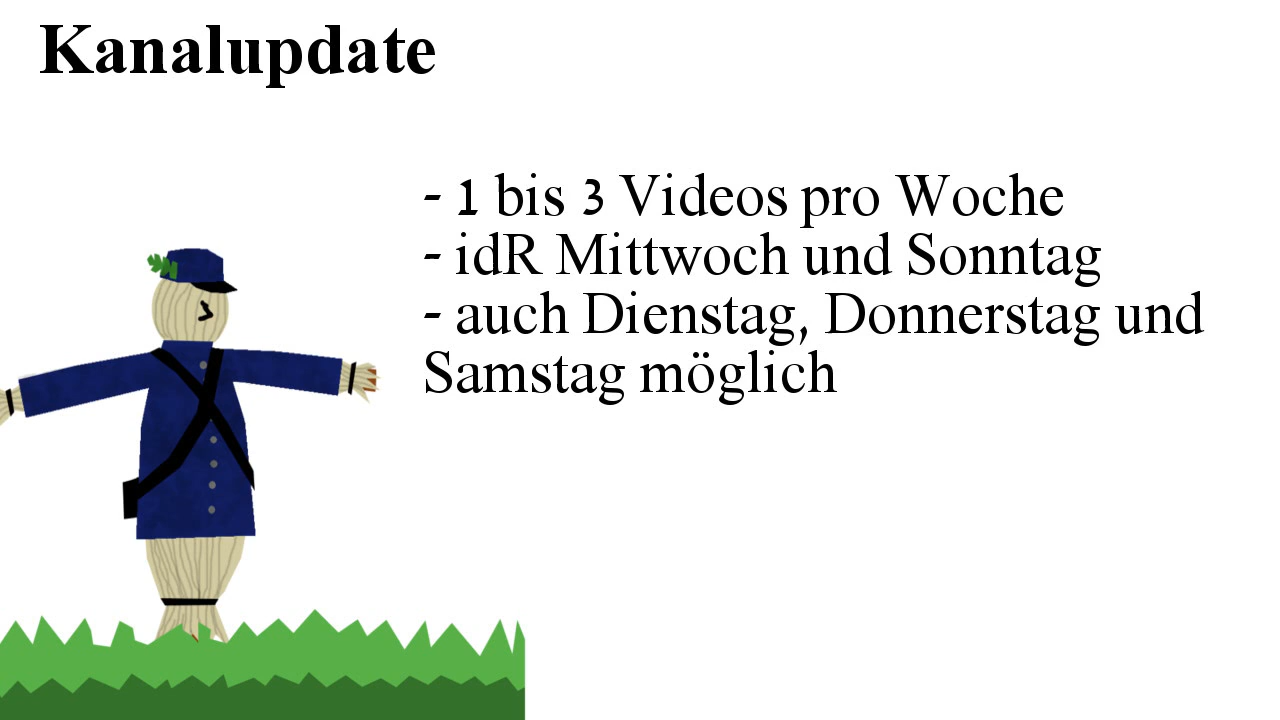 Kanalupdate
- 1 bis 3 Videos pro Woche
- idR Mittwoch und Sonntag
- auch Dienstag, Donnerstag und
Samstag möglich